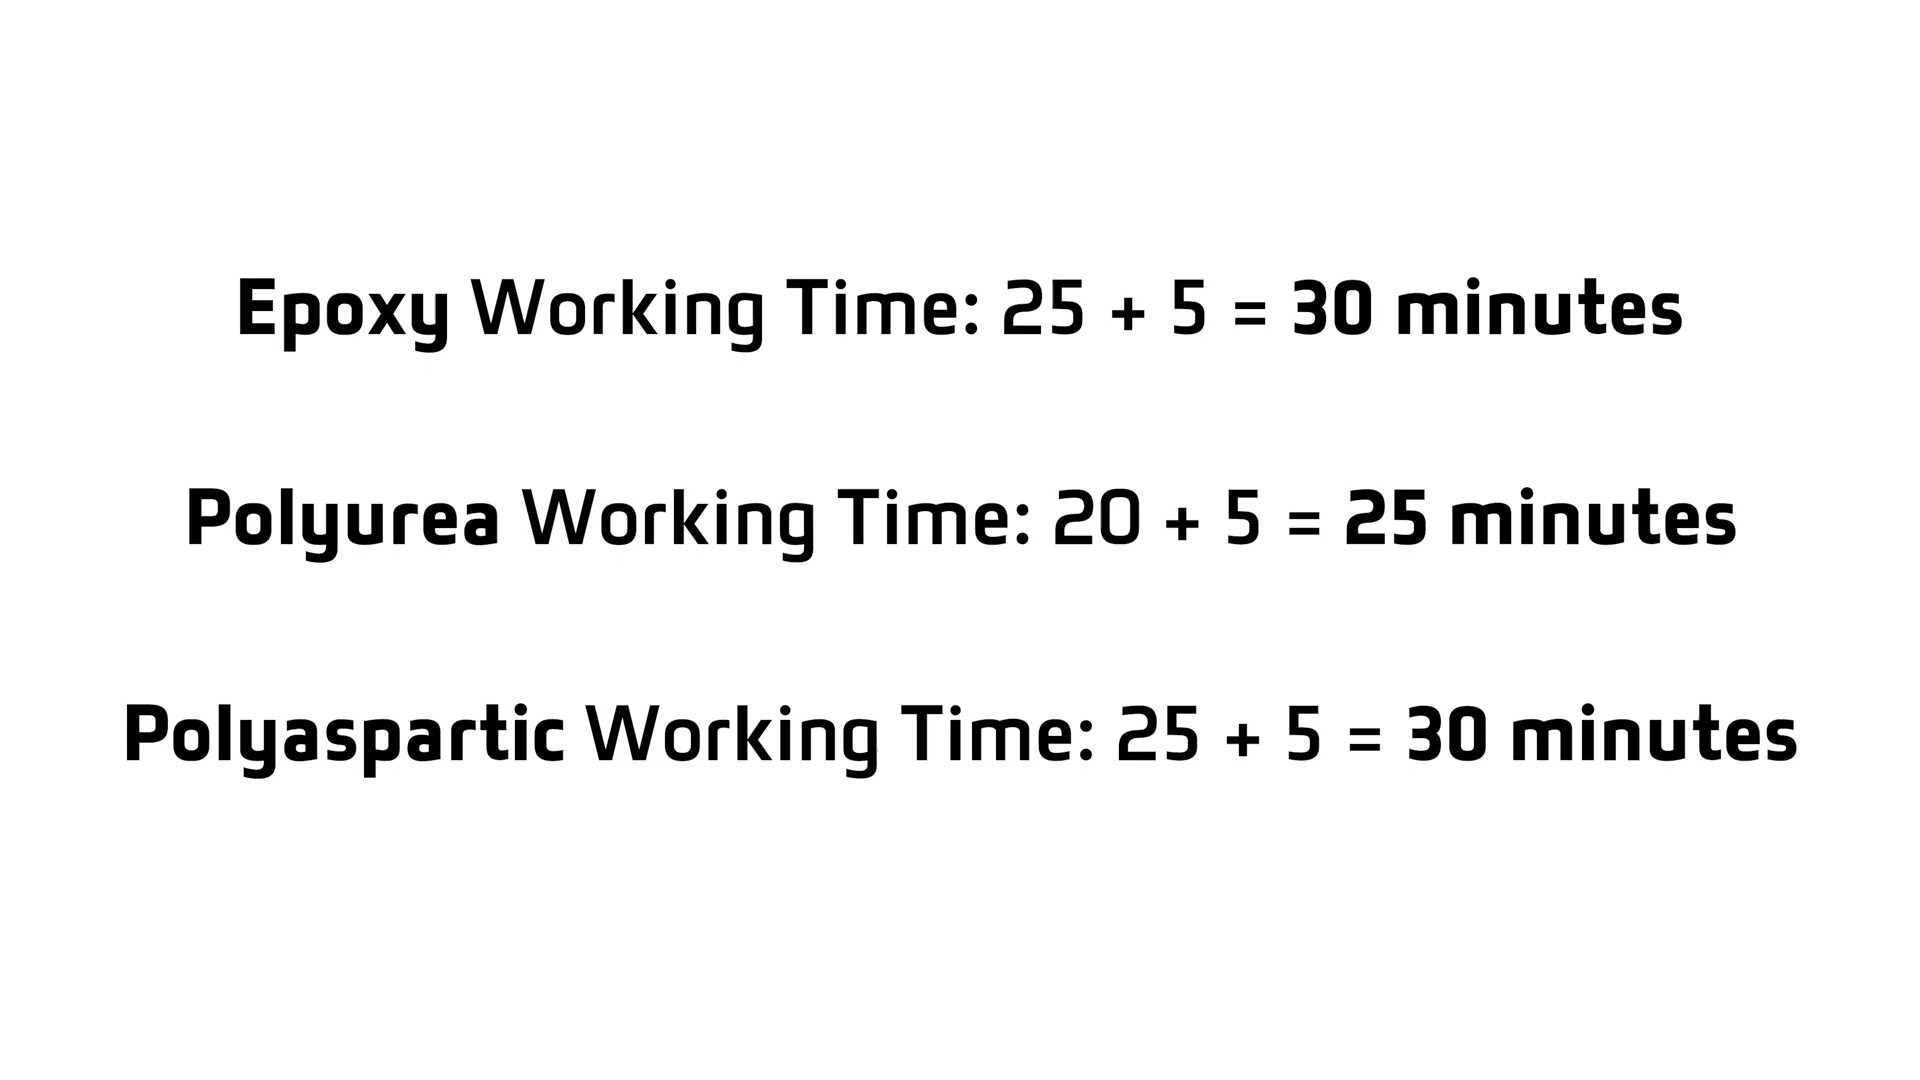 Epoxy Working Time: 25 + 5 = 30 minutes
Polyurea Working Time: 20 + 5 = 25 minutes
Polyaspartic Working Time: 25 + 5 = 30 minutes